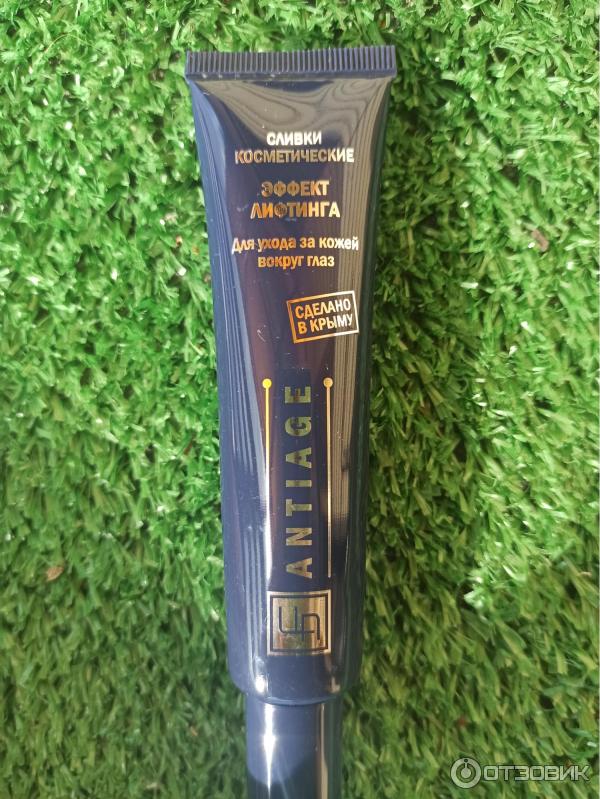 СЛИВКИ
КОСМЕТИЧЕСКИЕ
ЭФФЕКТ
ЛИФТИНГА
Для ухода за кожей
вокруг глаз
СДЕЛАНО
В КРЫМУ
ANTIAGE
ОТЗОВИК